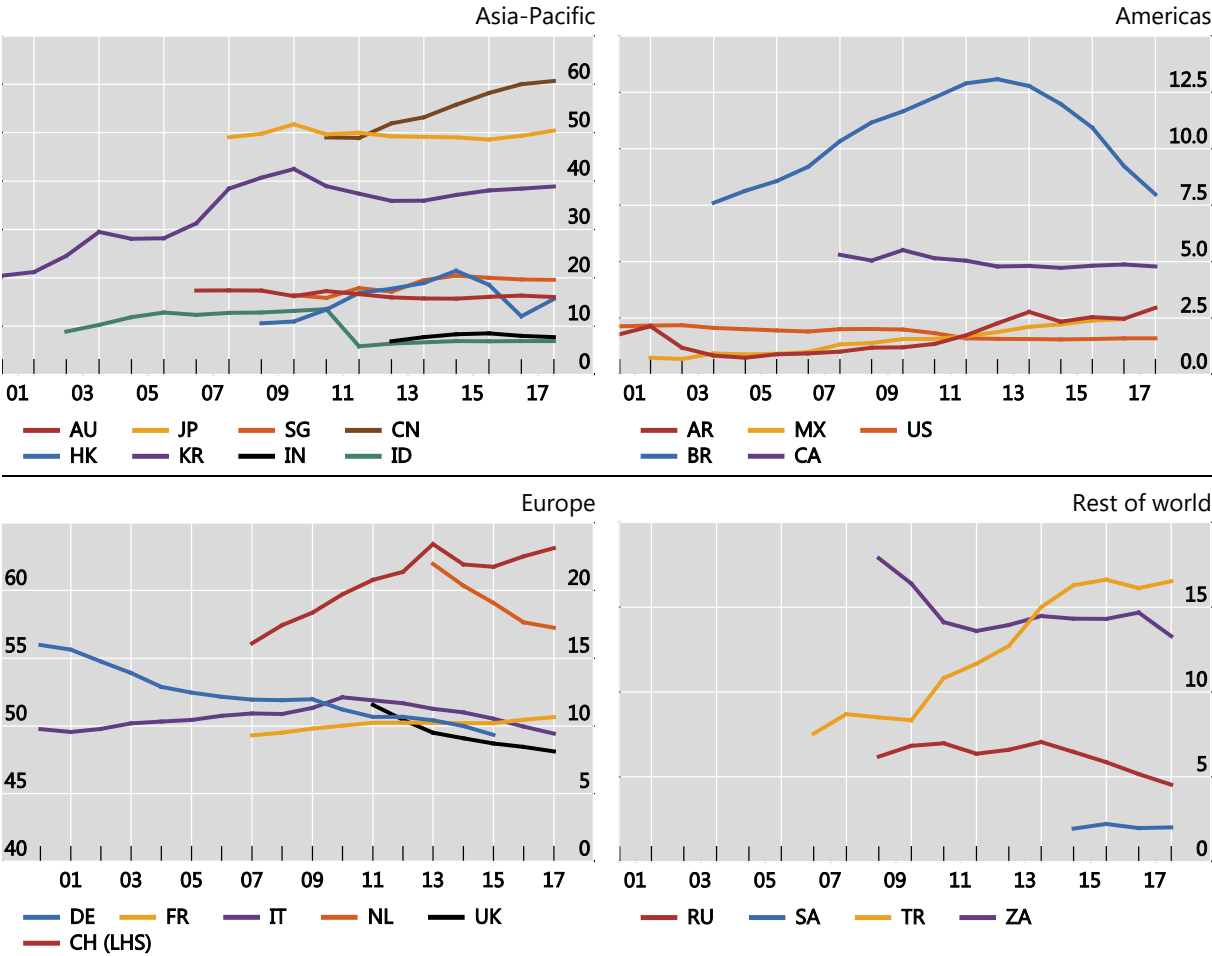 Asia-Pacific
60
50
40
30
20
10
0
01 03 05 07 09 11 13 15 17
AU JP SG CN
HK KR IN ID
Americas
12.5
10.0
7.5
5.0
2.5
0.0
01 03 05 07 09 11 13 15 17
AR MX US
BR CA
Europe
60 20
55 15
50 10
45 5
40 0
01 03 05 07 09 11 13 15 17
DE FR IT NL UK
CH (LHS)
Rest of world
15
10
5
0
01 03 05 07 09 11 13 15 17
RU SA TR ZA